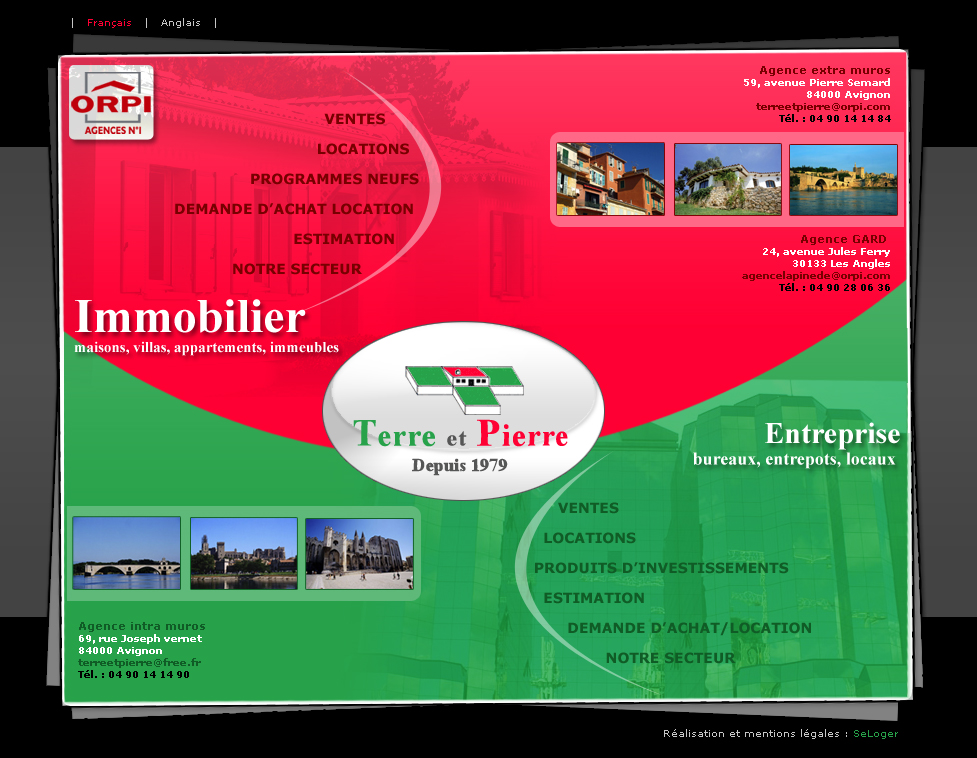 | Français | Anglais |
ORPI
AGENCES N°1
VENTES
LOCATIONS
PROGRAMMES NEUFS
DEMANDE D'ACHAT LOCATION
ESTIMATION
NOTRE SECTEUR
Immobilier
maisons, villas, appartements, immeubles
Agence extra muros
59, avenue Pierre Semard
84000 Avignon
terreetpierre@orpi.com
Tél. : 04 90 14 14 84
Agence GARD
24, avenue Jules Ferry
30133 Les Angles
agencelapinede@orpi.com
Tél. : 04 90 28 06 36
Terre et Pierre
Depuis 1979
Entreprise
bureaux, entrepots, locaux
VENTES
LOCATIONS
PRODUITS D'INVESTISSEMENTS
ESTIMATION
DEMANDE D'ACHAT/LOCATION
NOTRE SECTEUR
Agence intra muros
69, rue Joseph vernet
84000 Avignon
terreetpierre@free.fr
Tél. : 04 90 14 14 90
Réalisation et mentions légales : SeLoger